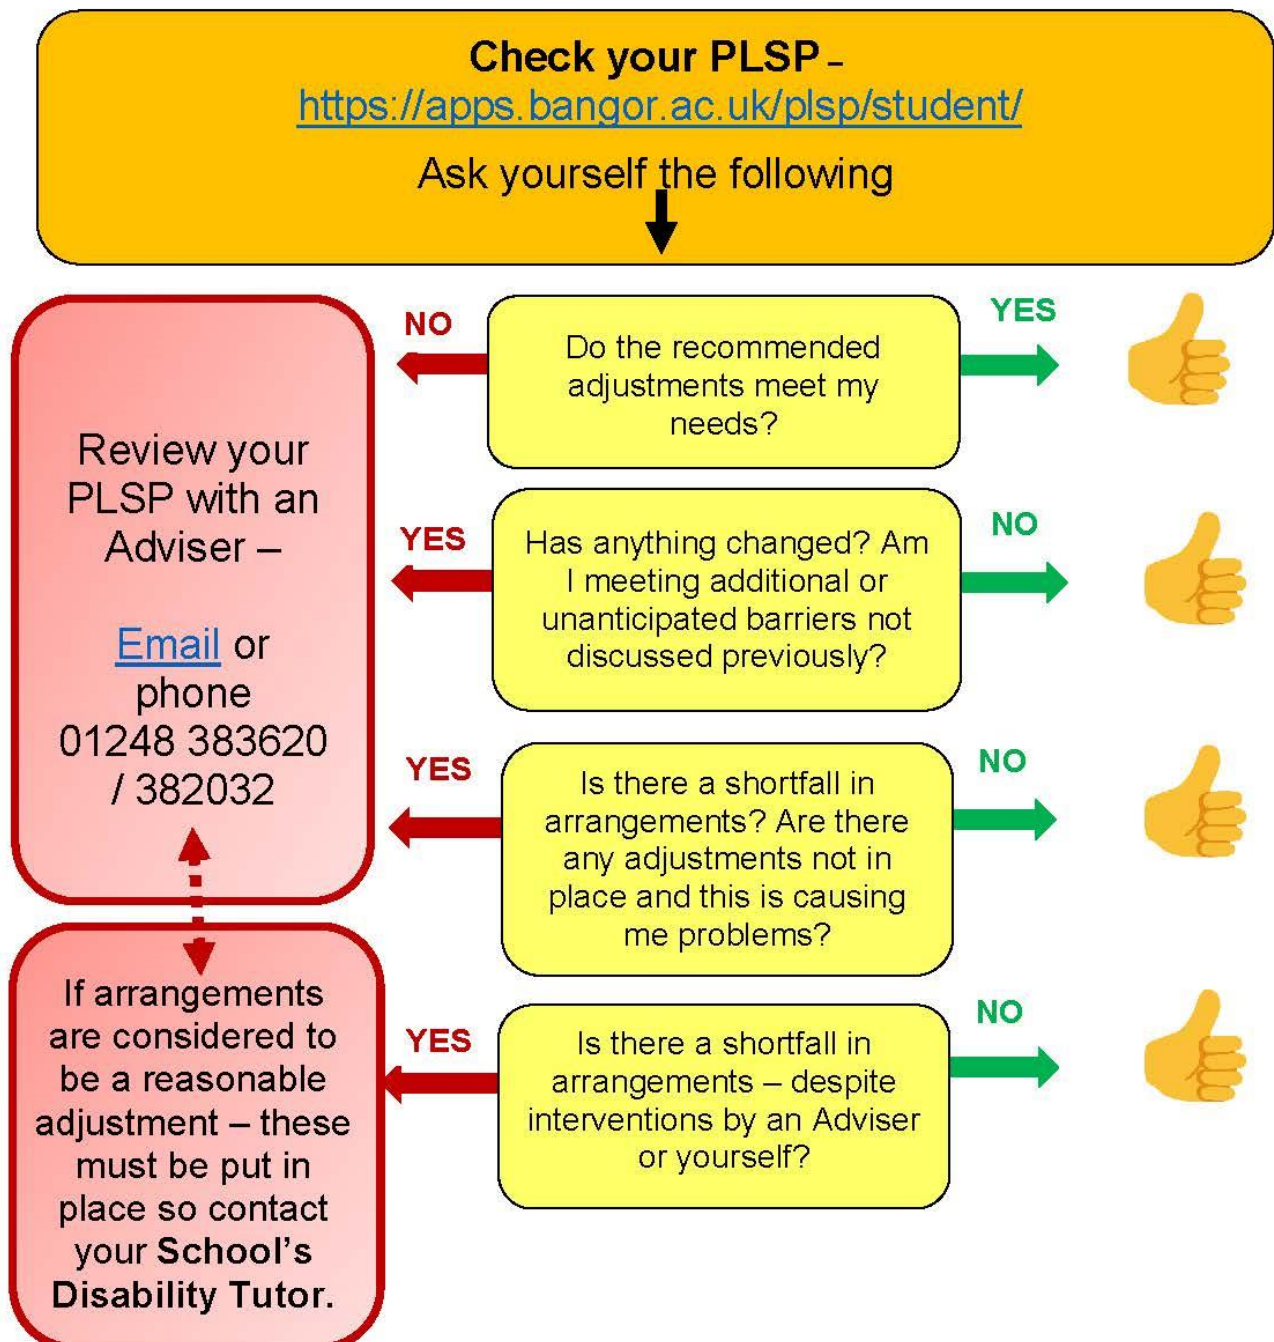 Check your PLSP –
https://apps.bangor.ac.uk/plsp/student/
Ask yourself the following
NO
Do the recommended
adjustments meet my
needs?
YES
Review your
PLSP with an
Adviser –
Email or
phone
01248 383620
/ 382032
YES
Has anything changed? Am
I meeting additional or
unanticipated barriers not
discussed previously?
NO
YES
Is there a shortfall in
arrangements? Are there
any adjustments not in
place and this is causing
me problems?
NO
If arrangements
are considered to
be a reasonable
adjustment – these
must be put in
place so contact
your School's
Disability Tutor.
YES
Is there a shortfall in
arrangements – despite
interventions by an Adviser
or yourself?
NO